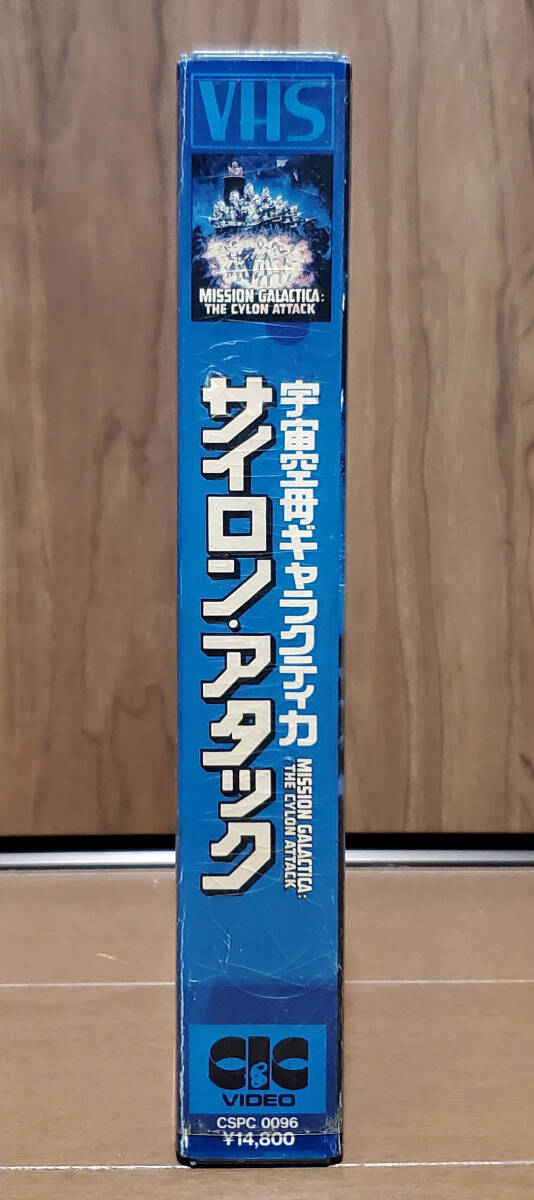 VHS
MISSION GALACTICA:
THE CYLON ATTACK
宇宙空母ギャラクティカ
サイロン・アタック
MISSION GALACTICA:
THE CYLON ATTACK
CIC
VIDEO
CSPC 0096
¥14,800